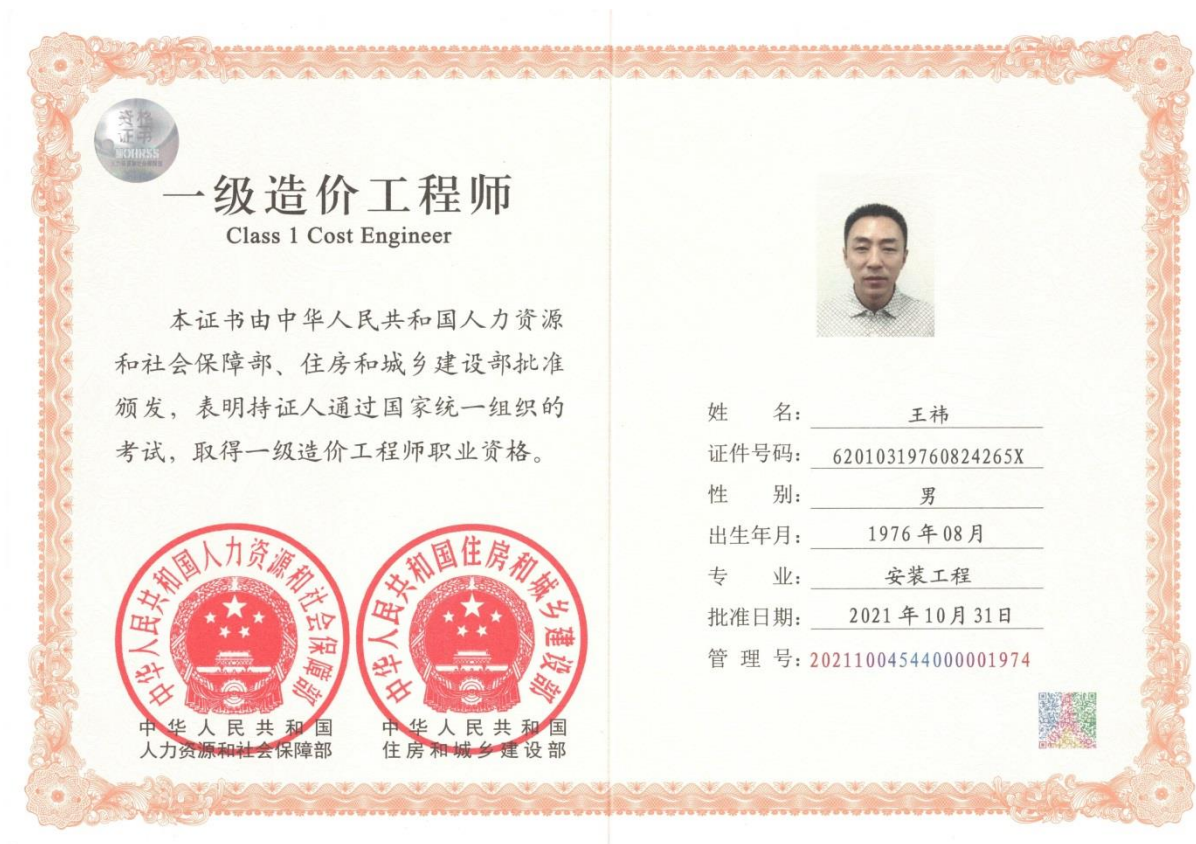 资格
证书
MOHRSS
一级造价工程师
Class 1 Cost Engineer
本证书由中华人民共和国人力资源
和社会保障部、住房和城乡建设部批准
颁发，表明持证人通过国家统一组织的
考试，取得一级造价工程师职业资格。
中华人民共和国人力资源和社会保障部
中华人民共和国住房和城乡建设部
中华人民共和国
人力资源和社会保障部
中华人民共和国
住房和城乡建设部
姓 名： 王祎
证件号码： 62010319760824265X
性 别： 男
出生年月： 1976年08月
专 业： 安装工程
批准日期： 2021年10月31日
管 理 号：20211004544000001974